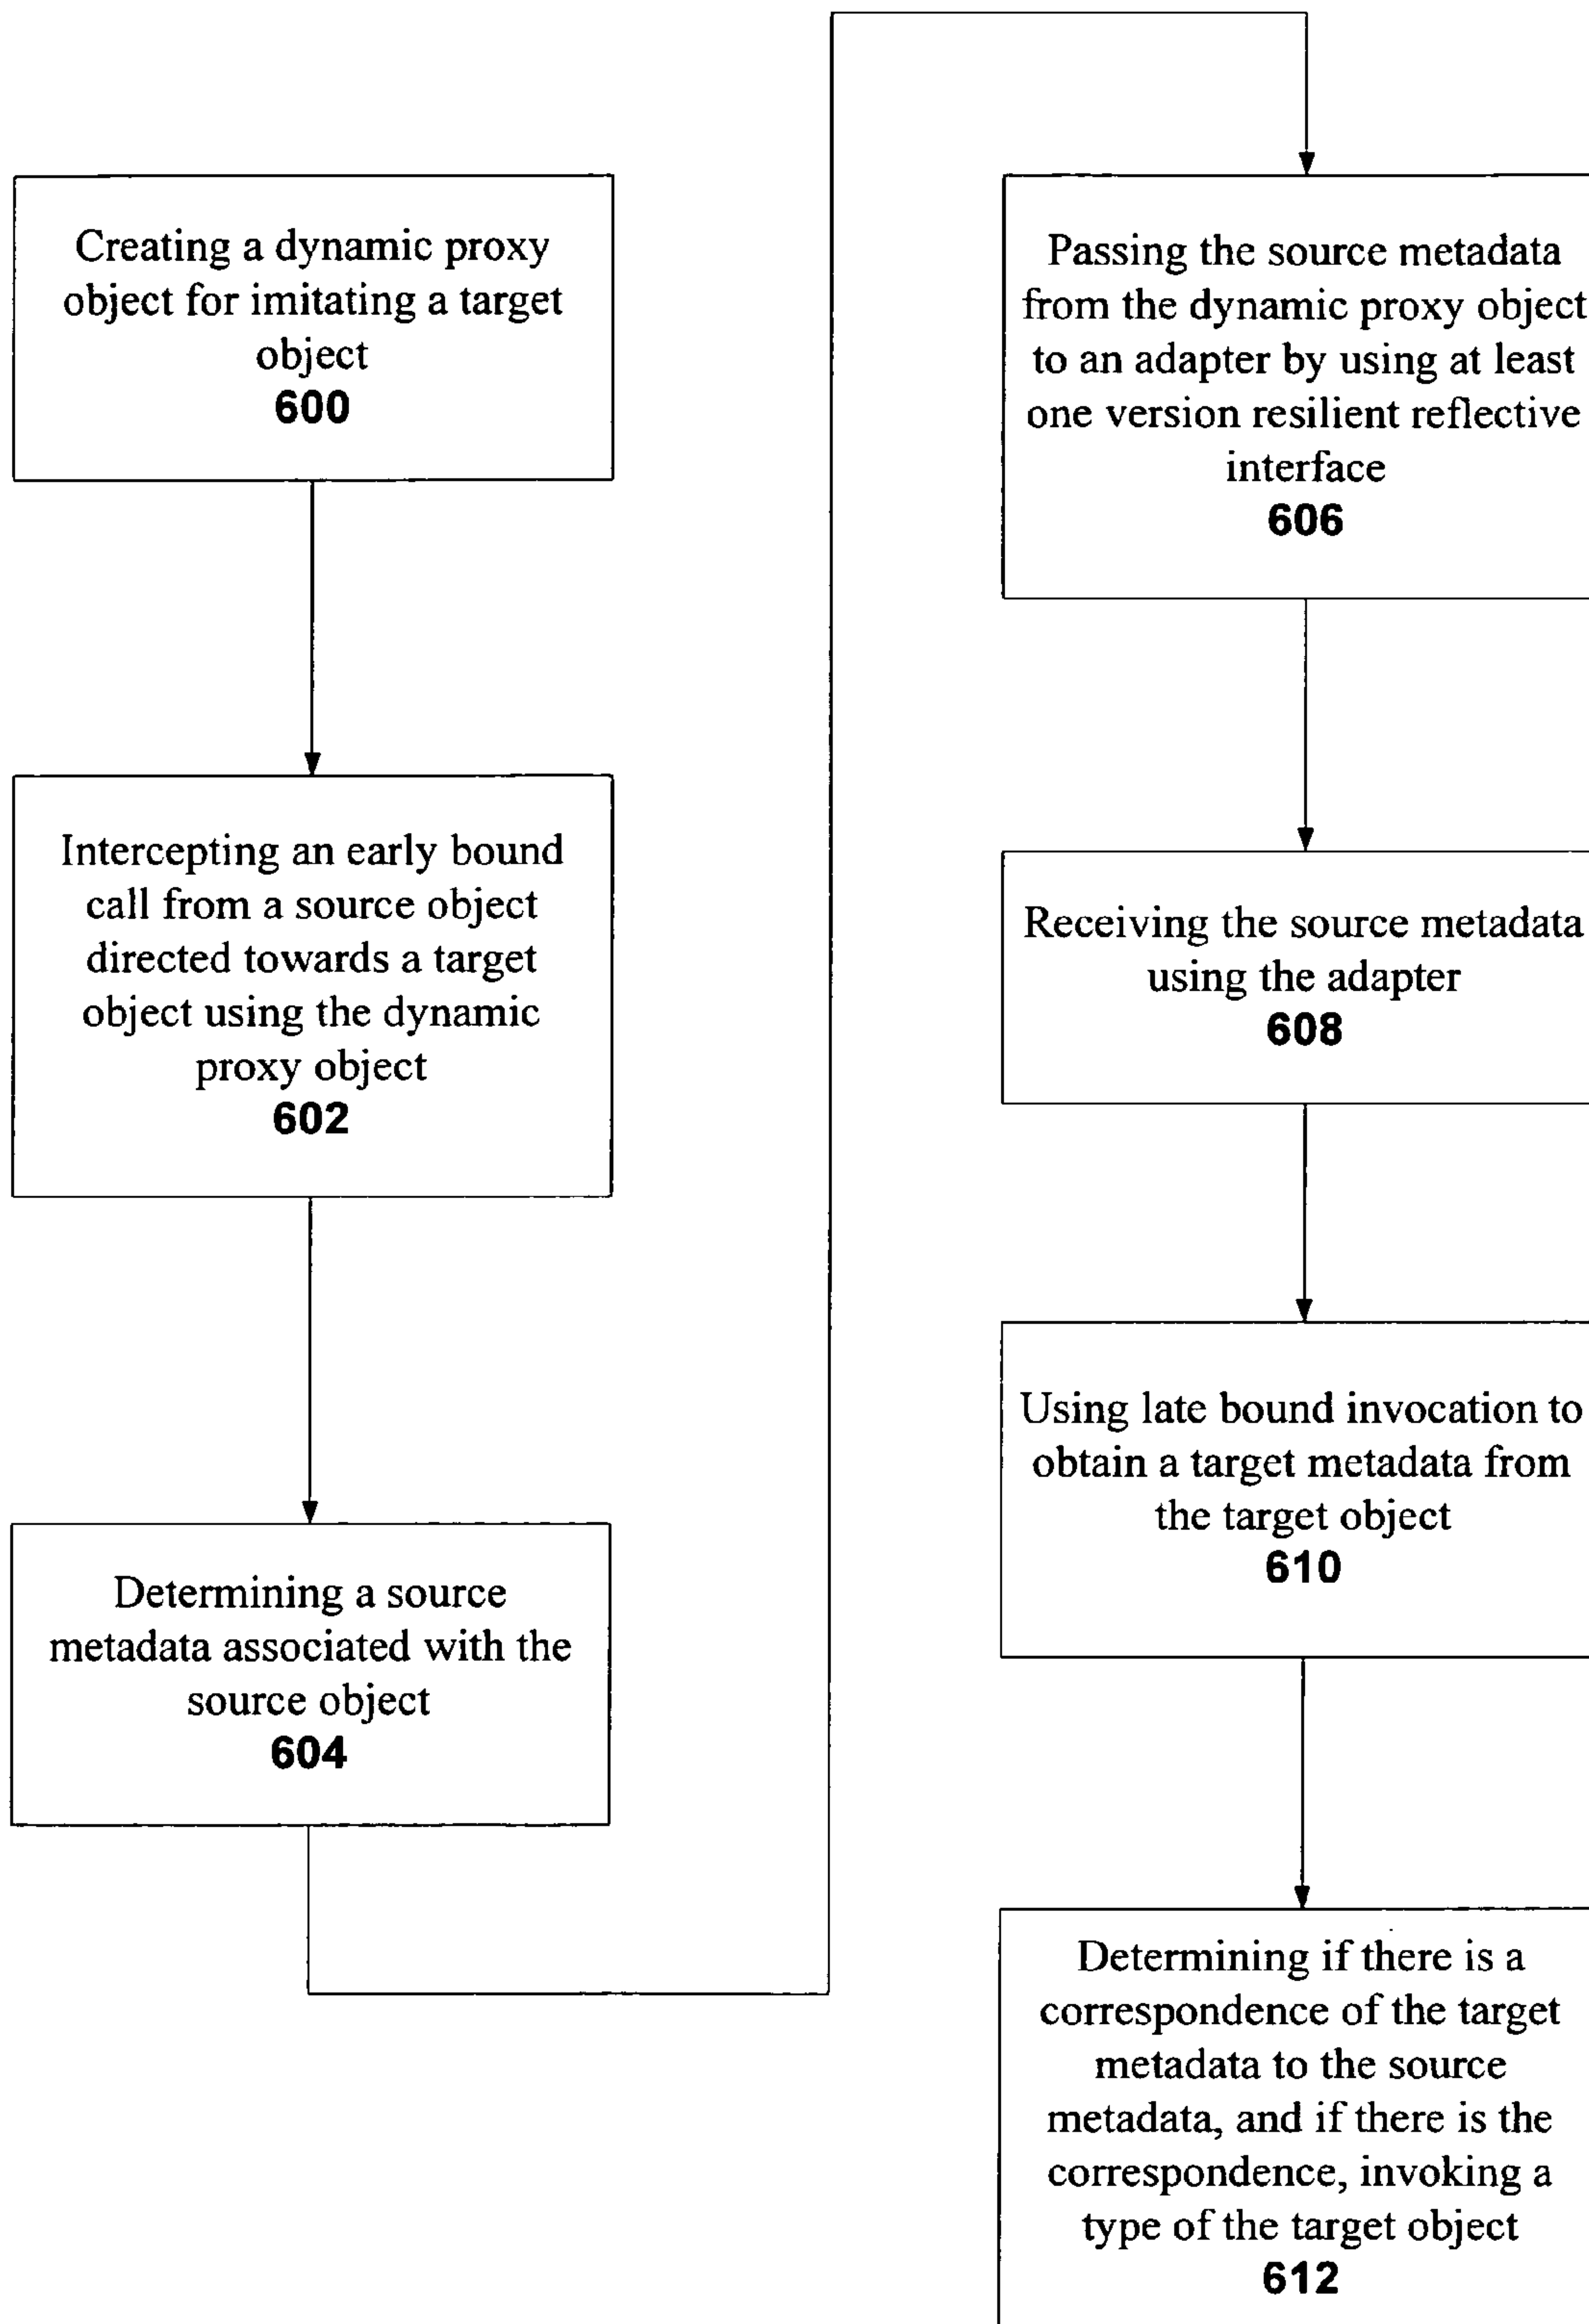 Creating a dynamic proxy
object for imitating a target
object
600
Intercepting an early bound
call from a source object
directed towards a target
object using the dynamic
proxy object
602
Determining a source
metadata associated with the
source object
604
Passing the source metadata
from the dynamic proxy object
to an adapter by using at least
one version resilient reflective
interface
606
Receiving the source metadata
using the adapter
608
Using late bound invocation to
obtain a target metadata from
the target object
610
Determining if there is a
correspondence of the target
metadata to the source
metadata, and if there is the
correspondence, invoking a
type of the target object
612